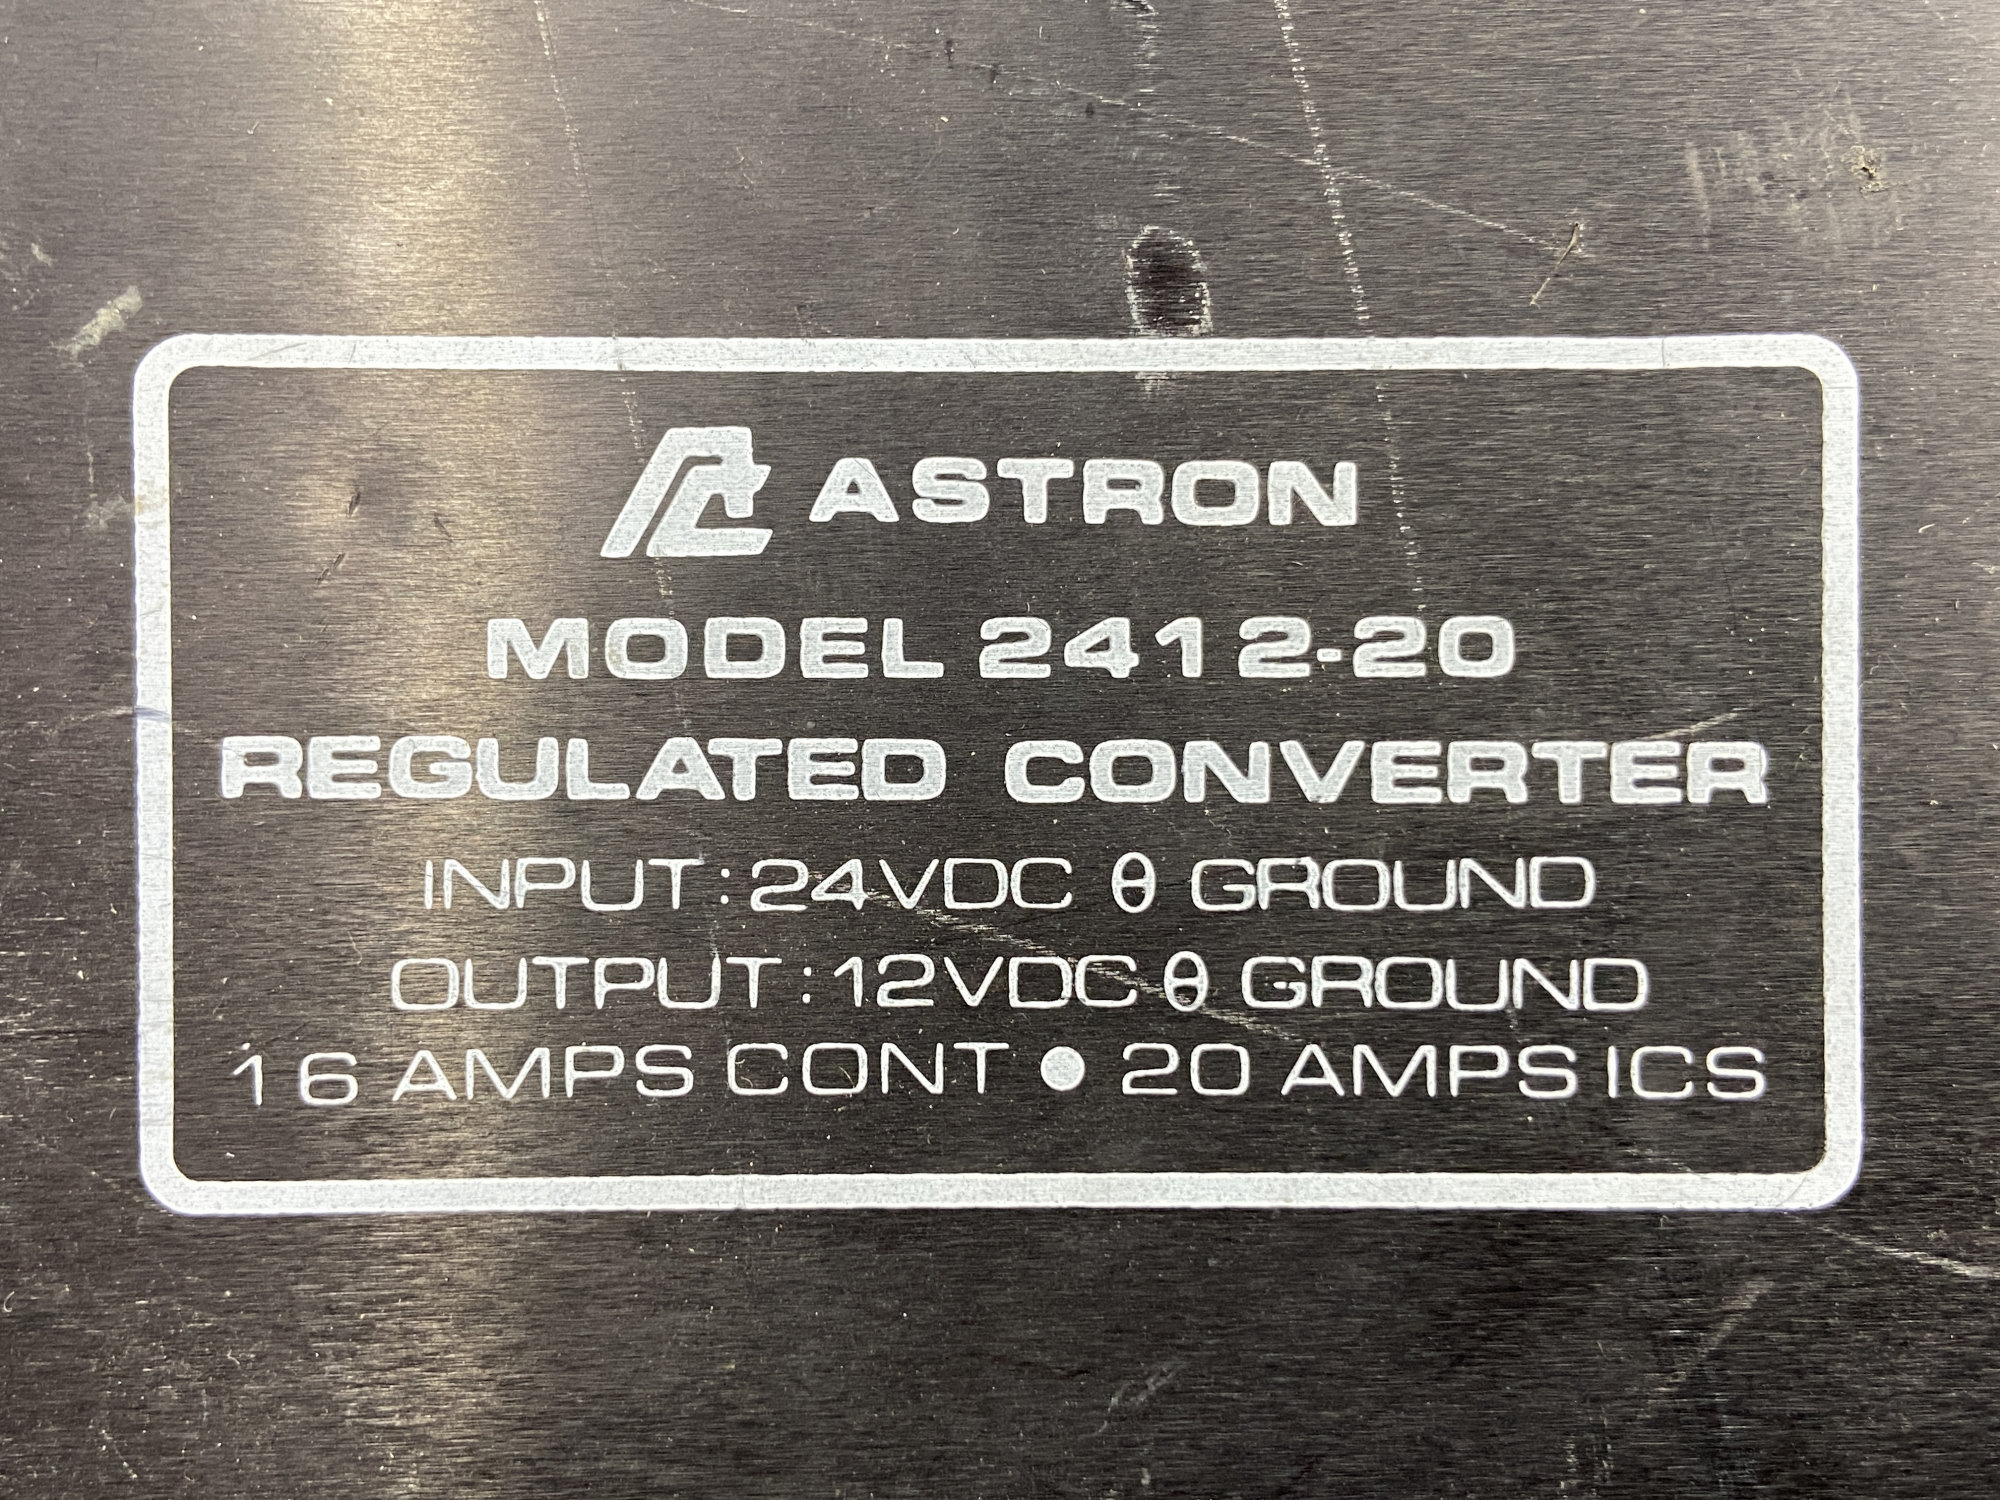 ASTRON
MODEL 2412-20
REGULATED CONVERTER
INPUT: 24VDC θ GROUND
OUTPUT: 12VDC θ GROUND
16 AMPS CONT ● 20 AMPS ICS